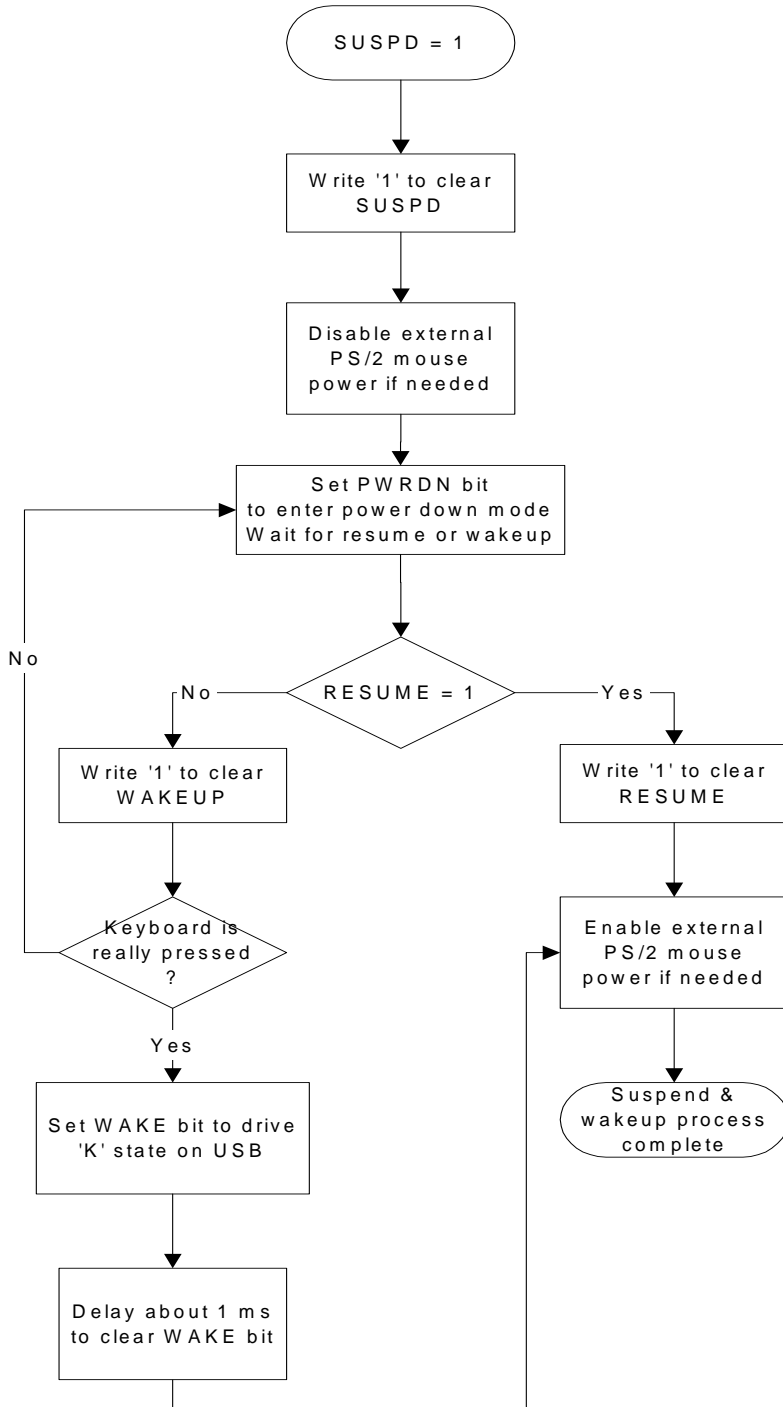 SUSPD = 1
Write '1' to clear
SUSPD
Disable external
PS/2 mouse
power if needed
Set PWRDN bit
to enter power down mode
Wait for resume or wakeup
No
RESUME = 1
No
Yes
Write '1' to clear
WAKEUP
Write '1' to clear
RESUME
Keyboard is
really pressed
?
Enable external
PS/2 mouse
power if needed
Yes
Set WAKE bit to drive
'K' state on USB
Suspend &
wakeup process
complete
Delay about 1 ms
to clear WAKE bit